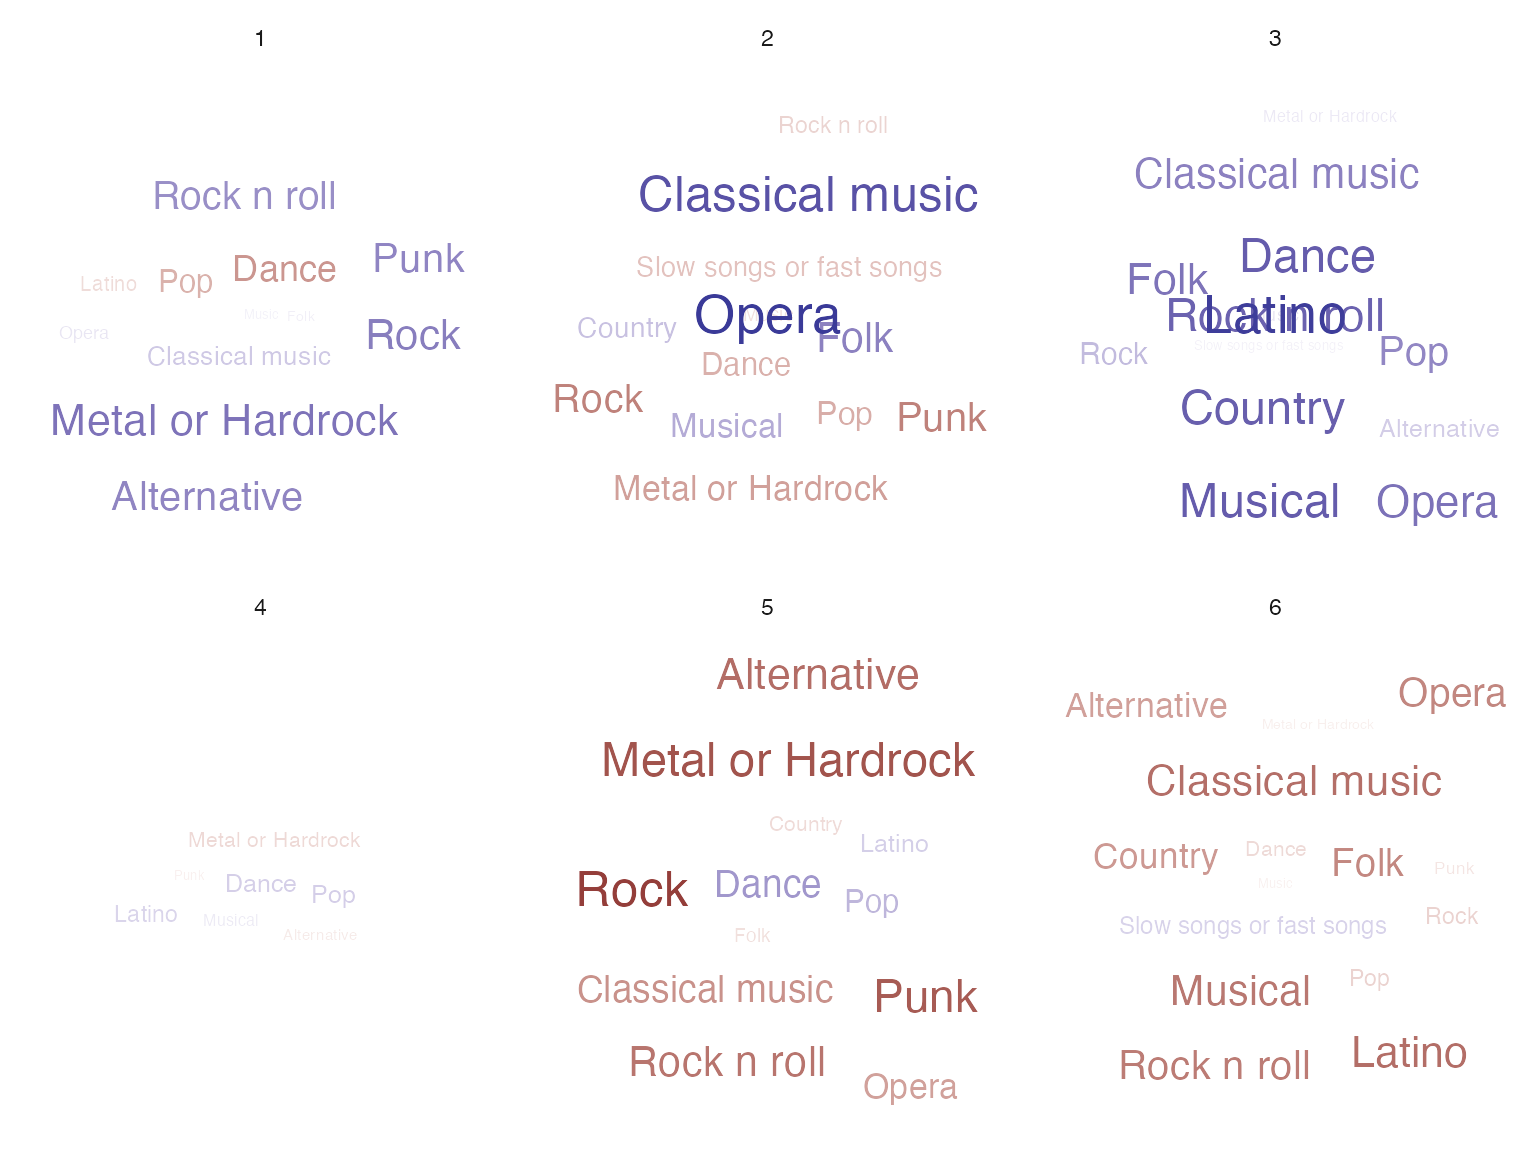 1
2
3
Rock n roll
Punk
Latino
Pop
Dance
Music
Folk
Opera
Rock
Classical music
Metal or Hardrock
Alternative
Rock n roll
Classical music
Slow songs or fast songs
Opera
Country
Folk
Dance
Rock
Musical
Pop
Punk
Metal or Hardrock
Metal or Hardrock
Classical music
Dance
Folk
Rock n roll
Latino
Slow songs or fast songs
Rock
Pop
Country
Alternative
Musical
Opera
4
5
6
Metal or Hardrock
Punk
Dance
Pop
Latino
Musical
Alternative
Alternative
Metal or Hardrock
Country
Latino
Rock
Dance
Pop
Folk
Classical music
Punk
Rock n roll
Opera
Alternative
Opera
Metal or Hardrock
Classical music
Country
Dance
Folk
Punk
Music
Rock
Slow songs or fast songs
Musical
Pop
Rock n roll
Latino